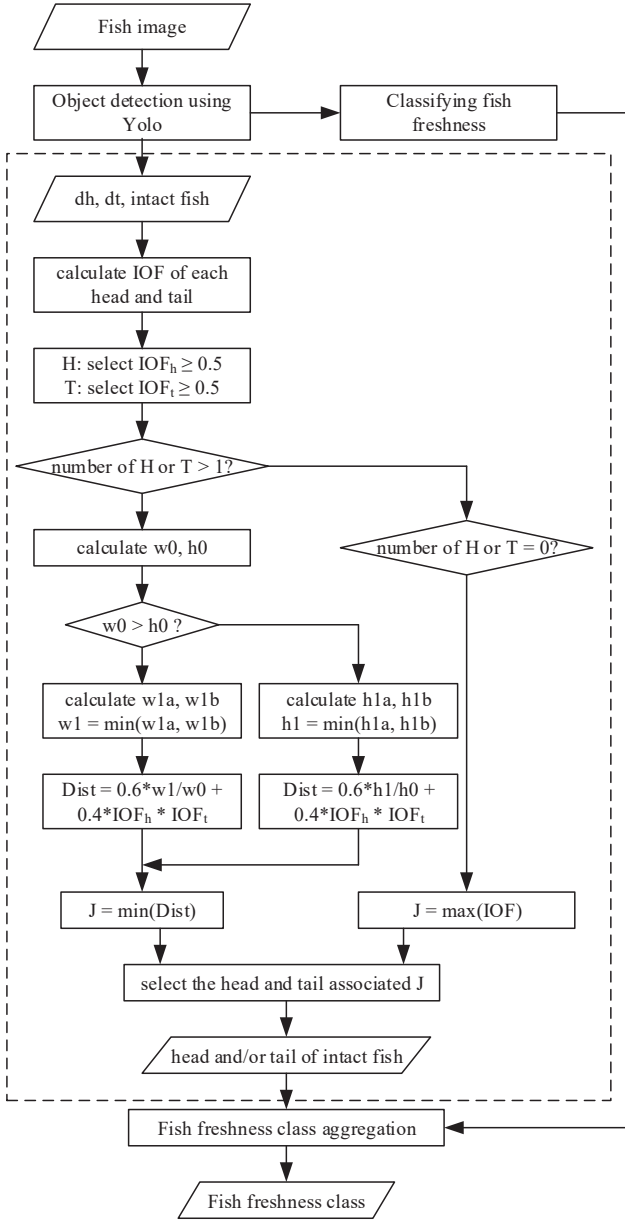 Fish image
Object detection using
Yolo
Classifying fish
freshness
dh, dt, intact fish
calculate IOF of each
head and tail
H: select IOFₕ ≥ 0.5
T: select IOFₜ ≥ 0.5
number of H or T > 1?
calculate w0, h0
number of H or T = 0?
w0 > h0 ?
calculate w1a, w1b
w1 = min(w1a, w1b)
calculate h1a, h1b
h1 = min(h1a, h1b)
Dist = 0.6*w1/w0 +
0.4*IOFₕ * IOFₜ
Dist = 0.6*h1/h0 +
0.4*IOFₕ * IOFₜ
J = min(Dist)
J = max(IOF)
select the head and tail associated J
head and/or tail of intact fish
Fish freshness class aggregation
Fish freshness class